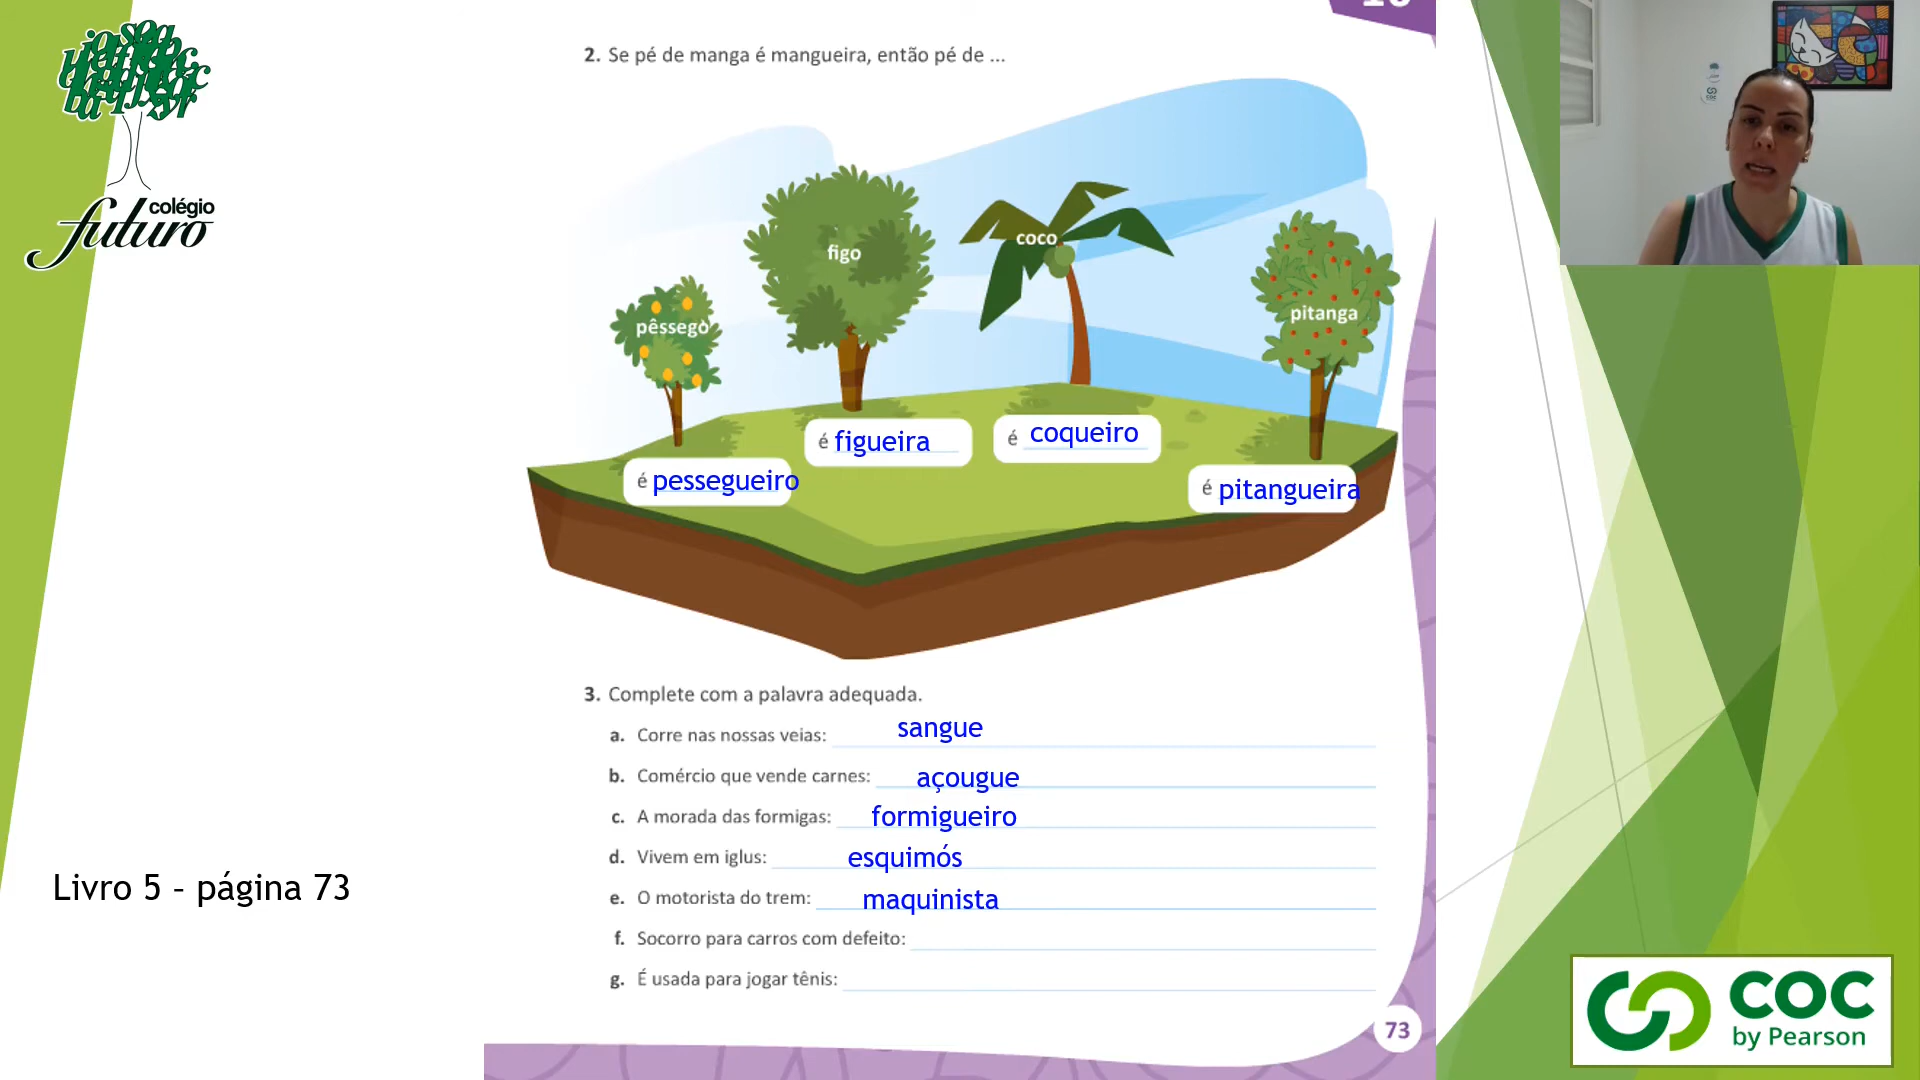 colégio
futuro
2. Se pé de manga é mangueira, então pé de ...
pêssego
figo
coco
pitanga
é pessegueiro
é figueira
é coqueiro
é pitangueira
3. Complete com a palavra adequada.
a. Corre nas nossas veias: sangue
b. Comércio que vende carnes: açougue
c. A morada das formigas: formigueiro
d. Vivem em iglus: esquimós
e. O motorista do trem: maquinista
f. Socorro para carros com defeito:
g. É usada para jogar tênis:
73
Livro 5 - página 73
COC
by Pearson